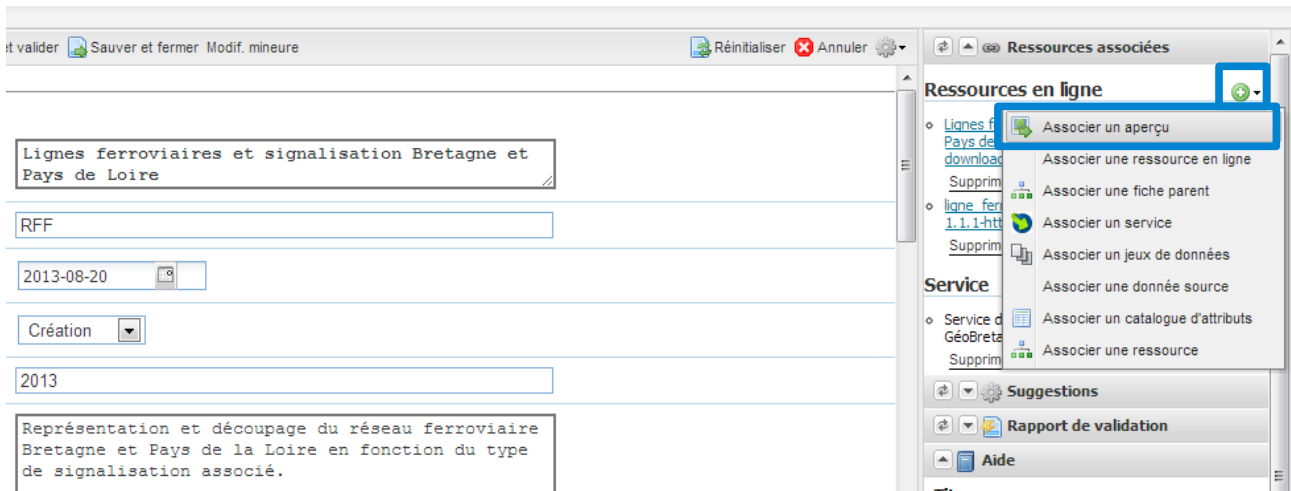 et valider Sauver et fermer Modif. mineure Réinitialiser Annuler
Lignes ferroviaires et signalisation Bretagne et
Pays de Loire
RFF
2013-08-20
Création
2013
Représentation et découpage du réseau ferroviaire
Bretagne et Pays de la Loire en fonction du type
de signalisation associé.
Ressources associées
Ressources en ligne
Lignes f
Pays de
download
Supprim
ligne_fer
1.1.1-htt
Supprim
Service
Service d
GéoBreta
Supprim
Associer un aperçu
Associer une ressource en ligne
Associer une fiche parent
Associer un service
Associer un jeux de données
Associer une donnée source
Associer un catalogue d'attributs
Associer une ressource
Suggestions
Rapport de validation
Aide